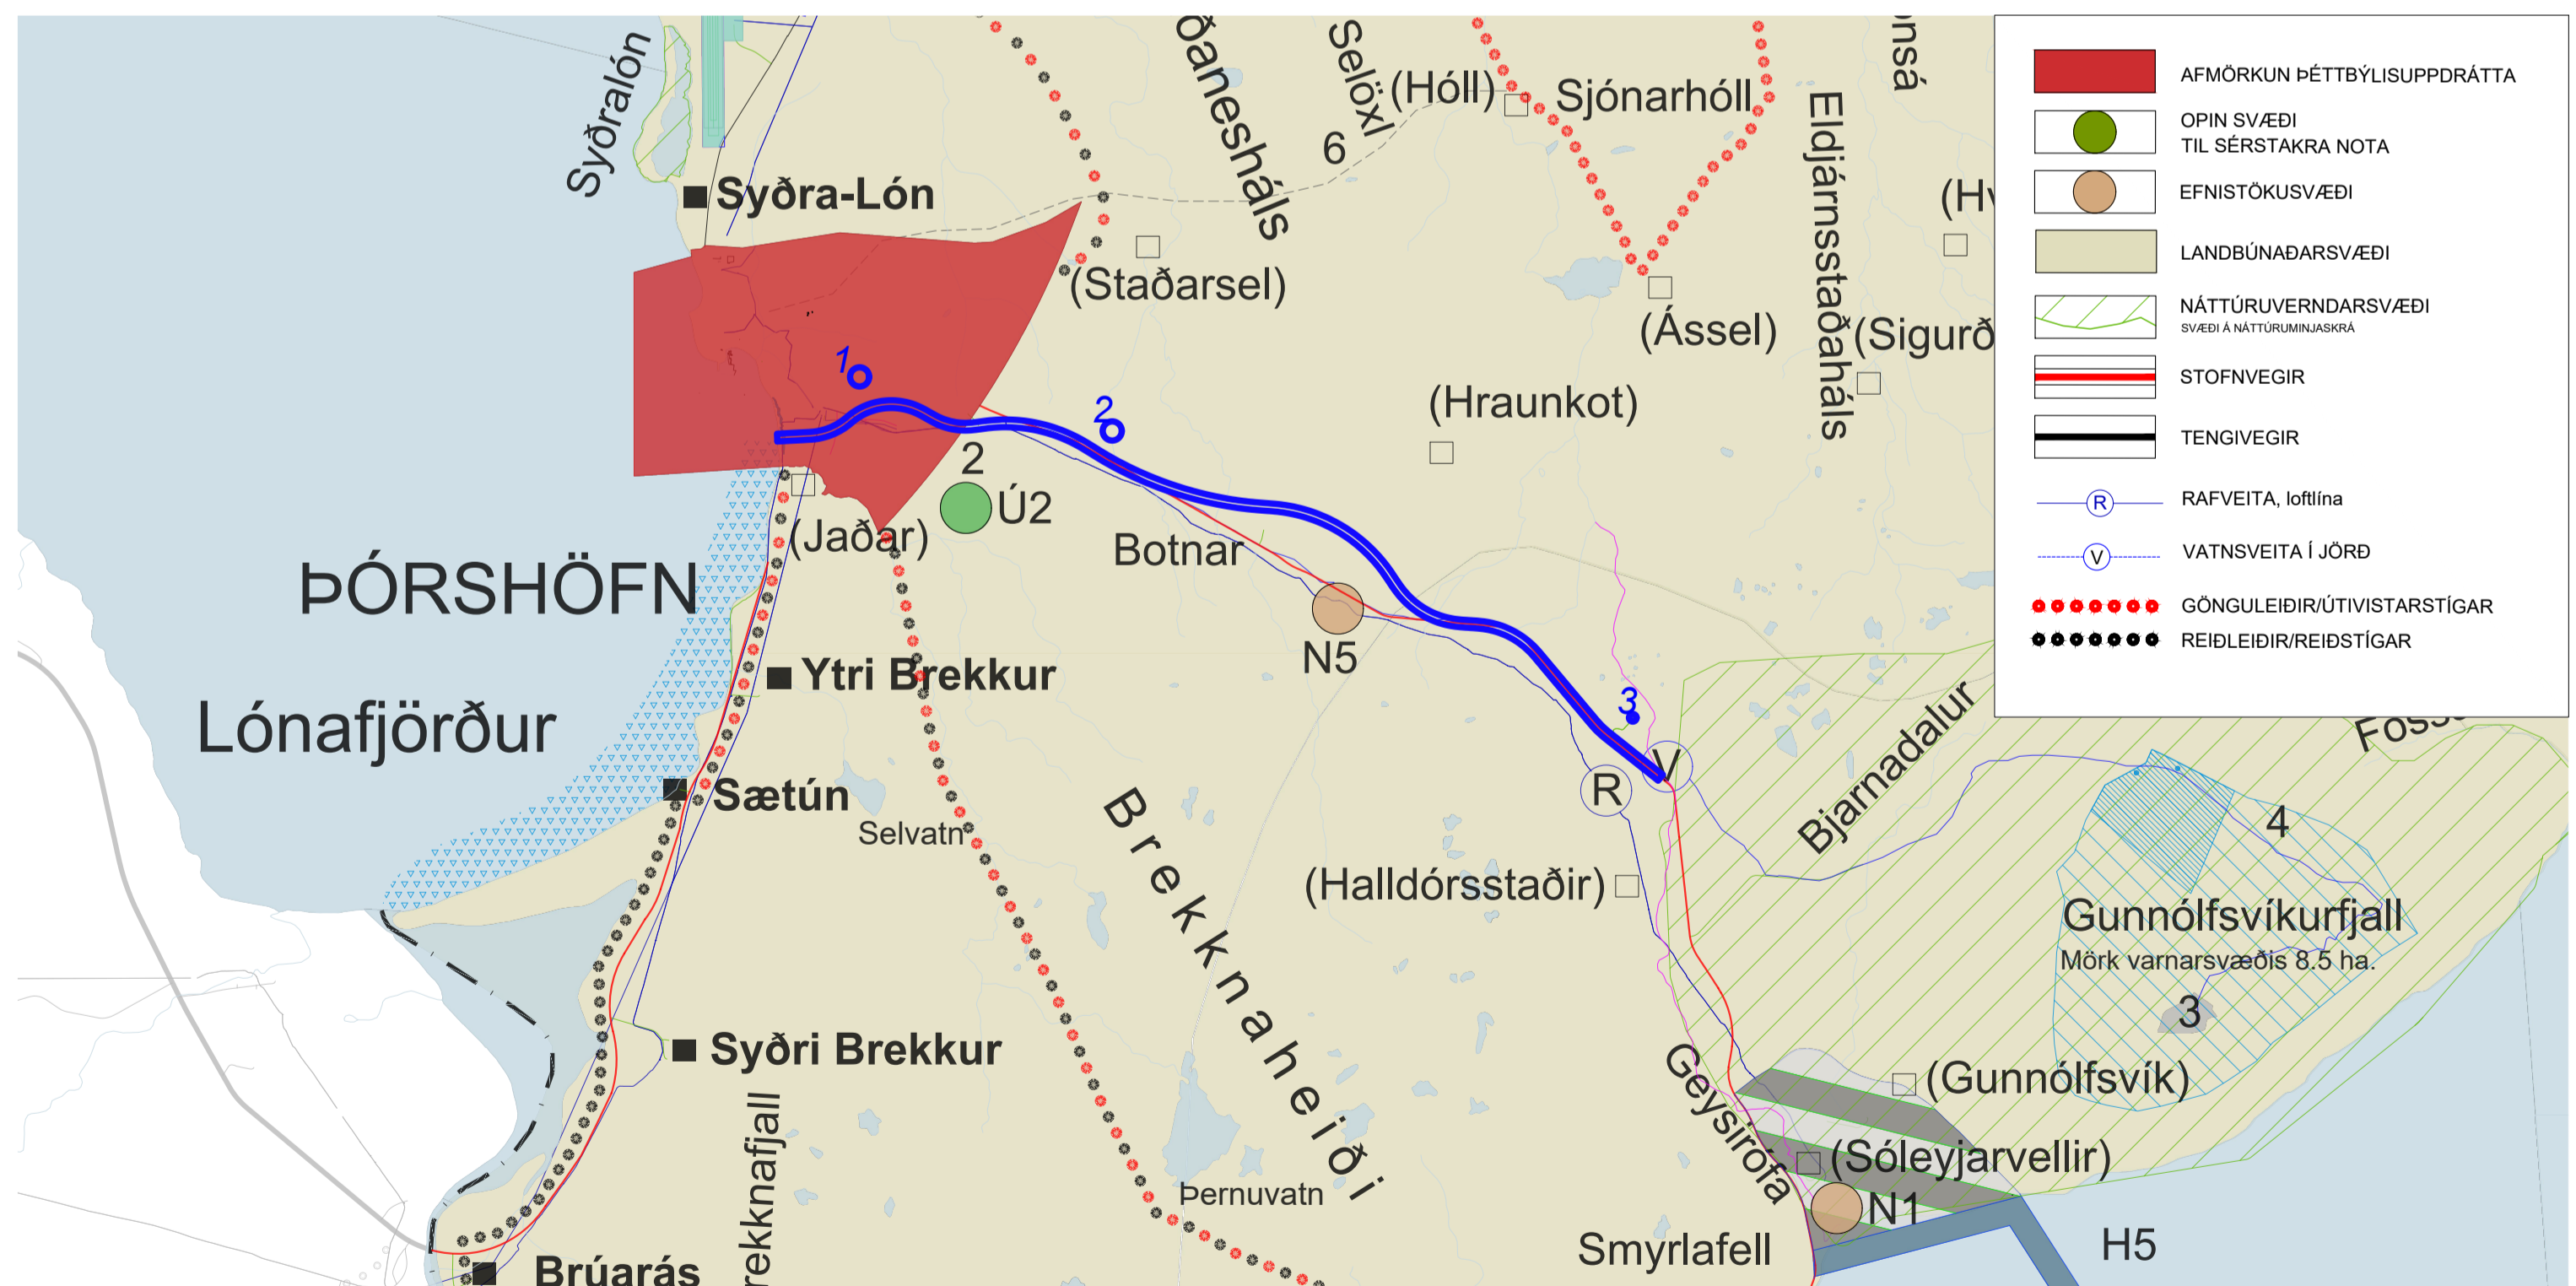 Syðralón
Syðra-Lón
ðanesháls
Selöxl
6
(Hóll)
Sjónarhóll
Eldjárnsstaðaháls
(Staðarsel)
(Ássel)
(Hraunkot)
1
2
2
Ú2
(Jaðar)
Botnar
ÞÓRSHÖFN
N5
Ytri Brekkur
Lónafjörður
3
V
R
Bjarnadalur
Sætún
Selvatn
Brekknaheiði
(Halldórsstaðir)
4
Gunnólfsvíkurfjall
Mörk varnarsvæðis 8.5 ha.
3
Syðri Brekkur
Geysirófa
(Gunnólfsvík)
(Sóleyjarvellir)
rekknafjall
Þernuvatn
N1
Smyrlafell
H5
Brúarás
AFMÖRKUN ÞÉTTBÝLISUPPDRÁTTA
OPIN SVÆÐI
TIL SÉRSTAKRA NOTA
EFNISTÖKUSVÆÐI
LANDBÚNAÐARSVÆÐI
NÁTTÚRUVERNDARSVÆÐI
SVÆÐI Á NÁTTÚRUMINJASKRÁ
STOFNVEGIR
TENGIVEGIR
R RAFVEITA, loftlína
V VATNSVEITA Í JÖRÐ
GÖNGULEIÐIR/ÚTIVISTARSTÍGAR
REIÐLEIÐIR/REIÐSTÍGAR